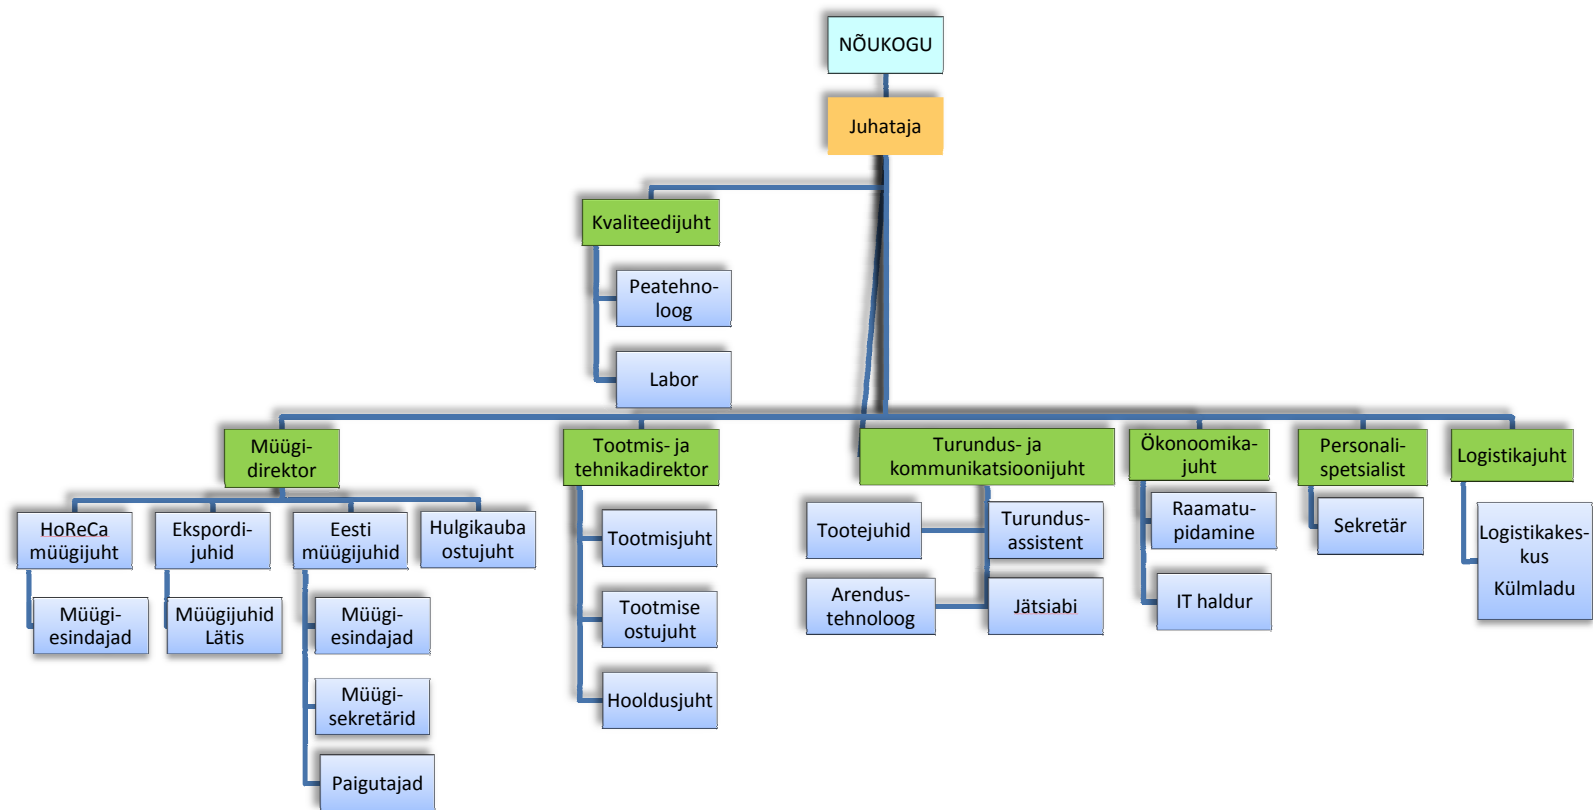 NÕUKOGU
Juhataja
Kvaliteedijuht
Peatehno-
loog
Labor
Müügi-
direktor
Tootmis- ja
tehnikadirektor
Turundus- ja
kommunikatsioonijuht
Ökonoomika-
juht
Personali-
spetsialist
Logistikajuht
HoReCa
müügijuht
Ekspordi-
juhid
Eesti
müügijuhid
Hulgikauba
ostujuht
Müügi-
esindajad
Müügijuhid
Lätis
Müügi-
esindajad
Müügi-
sekretärid
Paigutajad
Tootmisjuht
Tootmise
ostujuht
Hooldusjuht
Tootejuhid
Turundus-
assistent
Arendus-
tehnoloog
Jätsiabi
Raamatu-
pidamine
IT haldur
Sekretär
Logistikakes-
kus
Külmladu